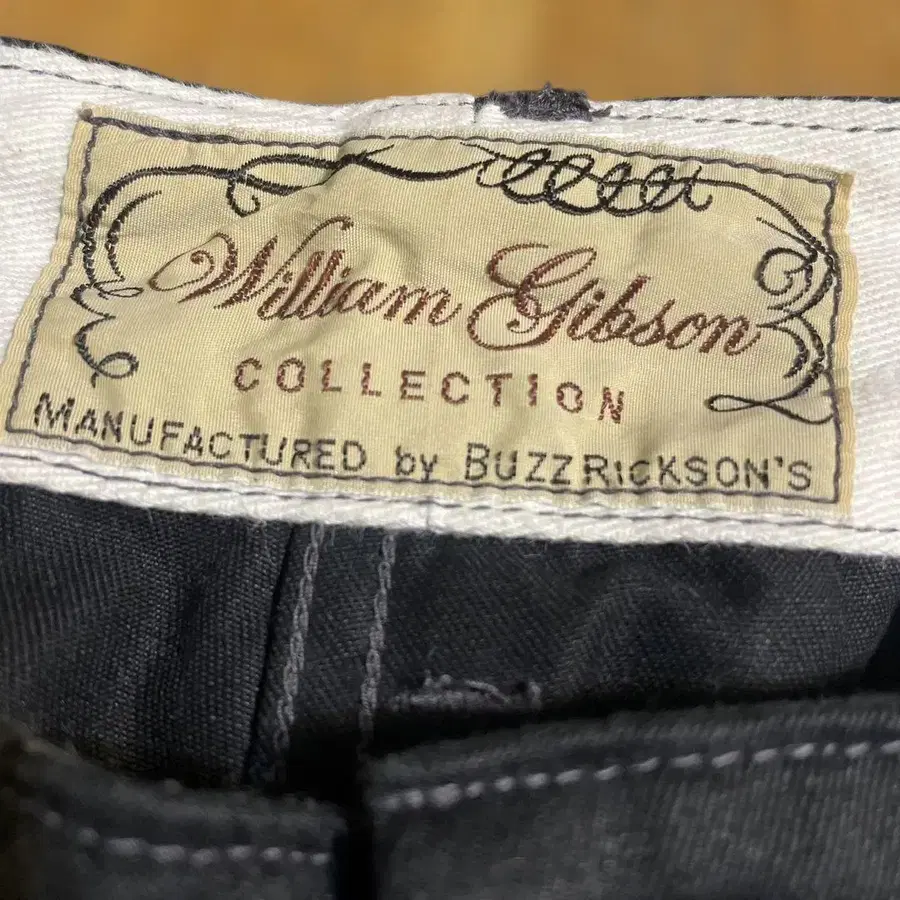 William Gibson
COLLECTION
MANUFACTURED by BUZZ RiCKSON'S